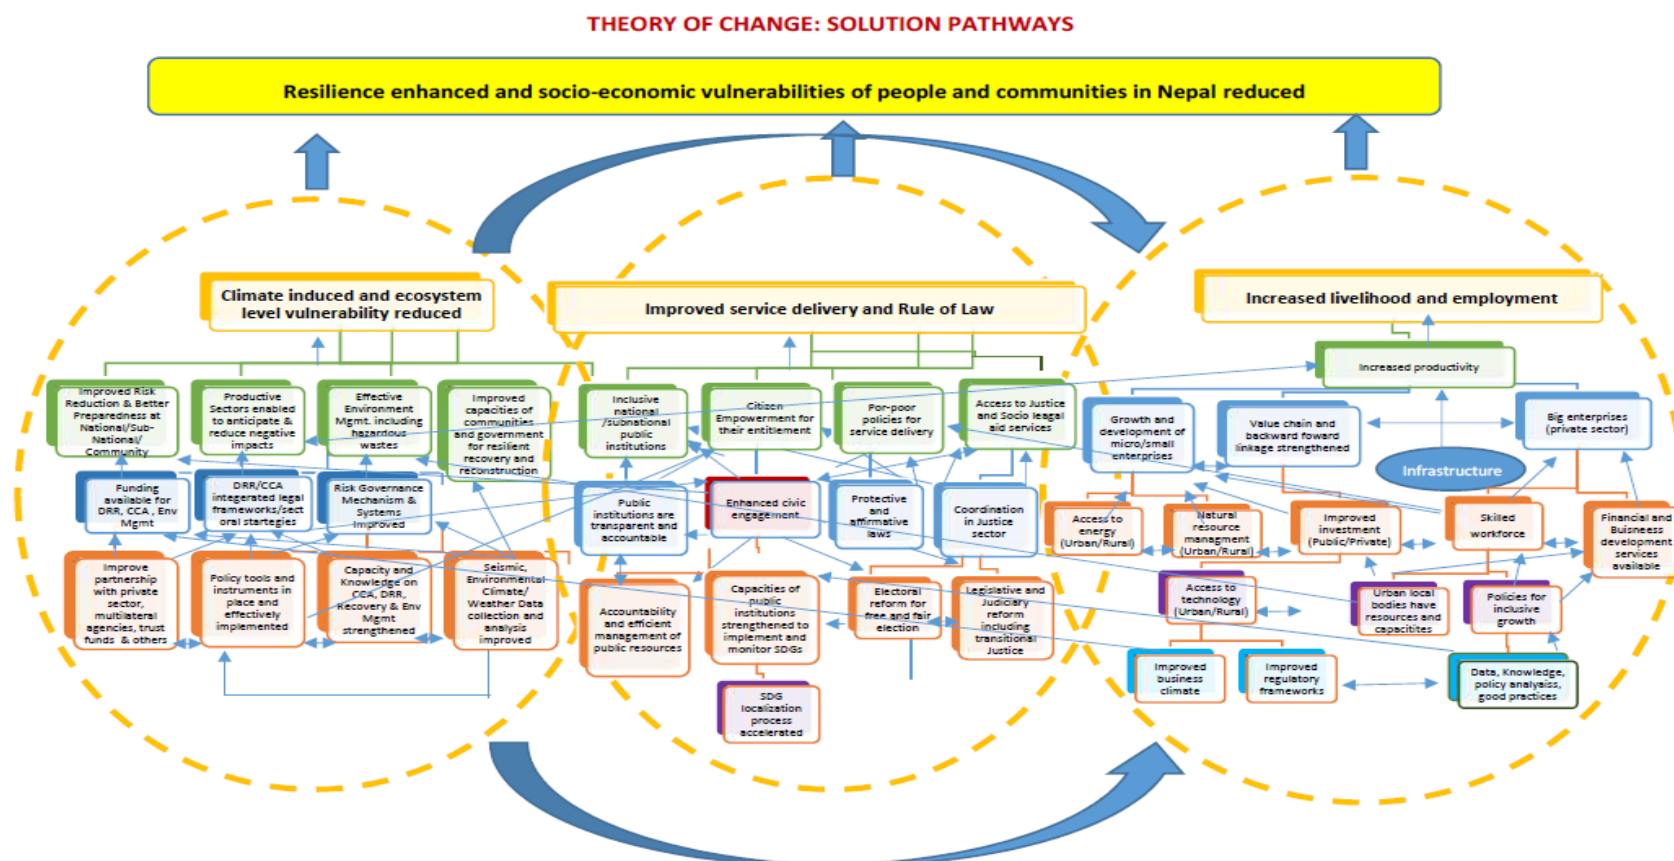 THEORY OF CHANGE: SOLUTION PATHWAYS
Resilience enhanced and socio-economic vulnerabilities of people and communities in Nepal reduced
Climate induced and ecosystem
level vulnerability reduced
Improved Risk
Reduction & Better
Preparedness at
National/Sub-
National/
Community
Productive
Sectors enabled
to anticipate &
reduce negative
impacts
Effective
Environment
Mgmt. including
hazardous
wastes
Improved
capacities of
communities
and government
for resilient
recovery and
reconstruction
Funding
available for
DRR, CCA , Env
Mgmt
DRR/CCA
integerated legal
frameworks/sect
oral startegies
Risk Governance
Mechanism &
Systems
Improved
Improve
partnership
with private
sector,
multilateral
agencies, trust
funds & others
Policy tools and
instruments in
place and
effectively
implemented
Capacity and
Knowledge on
CCA, DRR,
Recovery & Env
Mgmt
strengthened
Seismic,
Environmental
Climate/
Weather Data
collection and
analysis
improved
Improved service delivery and Rule of Law
Inclusive
national
/subnational
public
institutions
Citizen
Empowerment for
their entitlement
Por-poor
policies for
service delivery
Access to Justice
and Socio leagal
aid services
Public
institutions are
transparent and
accountable
Enhanced civic
engagement
Protective
and
affirmative
laws
Coordination
in Justice
sector
Accountability
and efficient
management of
public resources
Capacities of
public
institutions
strengthened to
implement and
monitor SDGs
Electoral
reform for
free and fair
election
Legislative and
Judiciary reform
including
transitional
Justice
SDG
localization
process
accelerated
Increased livelihood and employment
Increased productivity
Growth and
development of
micro/small
enterprises
Value chain and
backward foward
linkage strengthened
Big enterprises
(private sector)
Infrastructure
Access to
energy
(Urban/Rural)
Natural
resource
managment
(Urban/Rural)
Improved
investment
(Public/Private)
Skilled
workforce
Financial and
Buisneess
development
services
available
Access to
technology
(Urban/Rural)
Urban local
bodies have
resources and
capacitites
Policies for
inclusive
growth
Improved
business
climate
Improved
regulatory
frameworks
Data, Knowledge,
policy analyaiss,
good practices